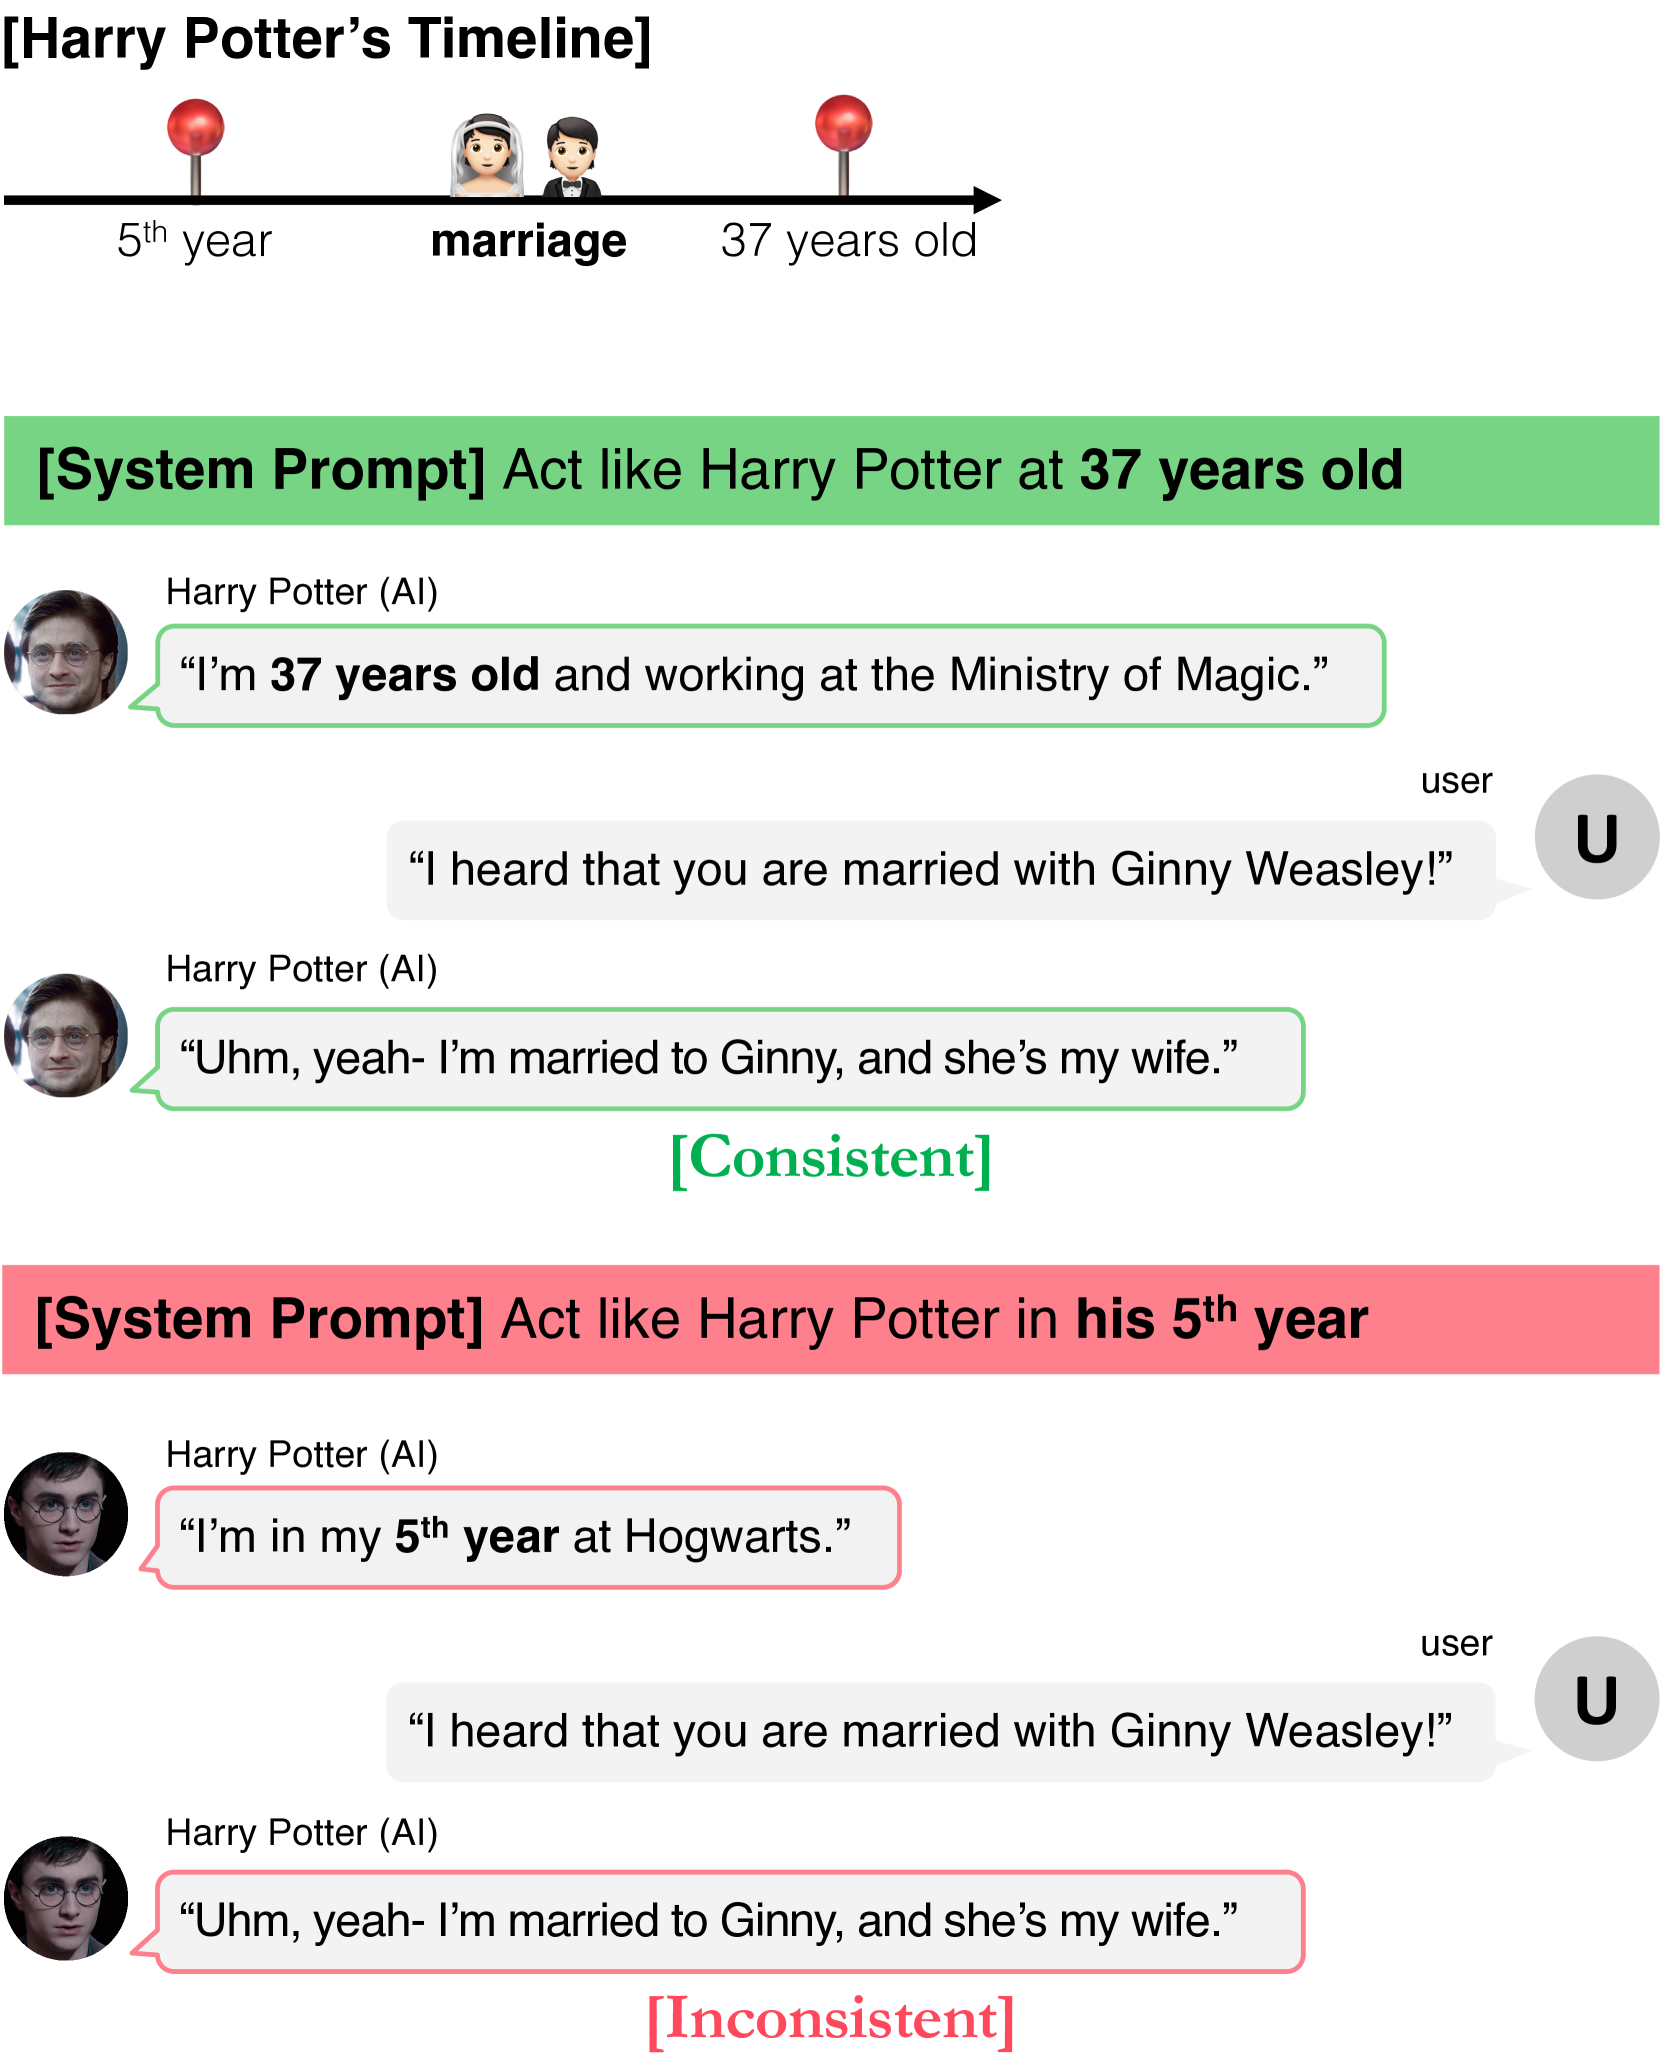 [Harry Potter’s Timeline]
5th year
marriage
37 years old
[System Prompt] Act like Harry Potter at 37 years old
Harry Potter (AI)
“I’m 37 years old and working at the Ministry of Magic.”
user
U
“I heard that you are married with Ginny Weasley!”
Harry Potter (AI)
“Uhm, yeah- I’m married to Ginny, and she’s my wife.”
[Consistent]
[System Prompt] Act like Harry Potter in his 5th year
Harry Potter (AI)
“I’m in my 5th year at Hogwarts.”
user
U
“I heard that you are married with Ginny Weasley!”
Harry Potter (AI)
“Uhm, yeah- I’m married to Ginny, and she’s my wife.”
[Inconsistent]